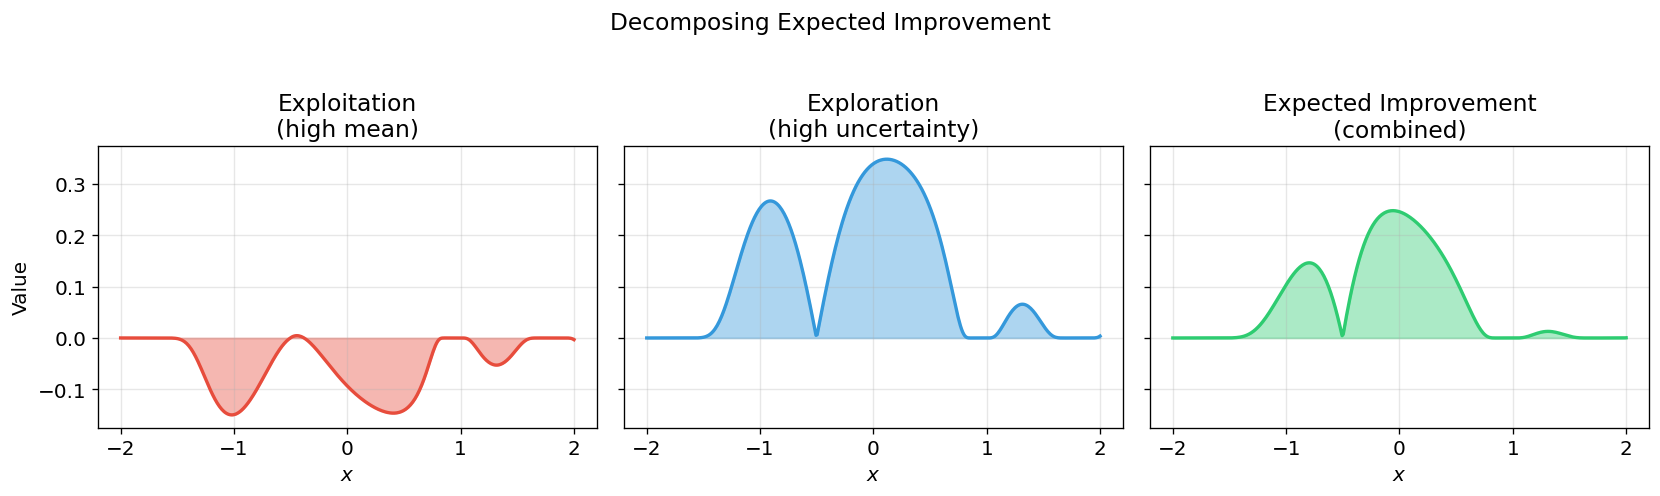 Decomposing Expected Improvement
Exploitation
(high mean)
Exploration
(high uncertainty)
Expected Improvement
(combined)
Value
0.3
0.2
0.1
0.0
−0.1
−2 −1 0 1 2
−2 −1 0 1 2
−2 −1 0 1 2
x
x
x